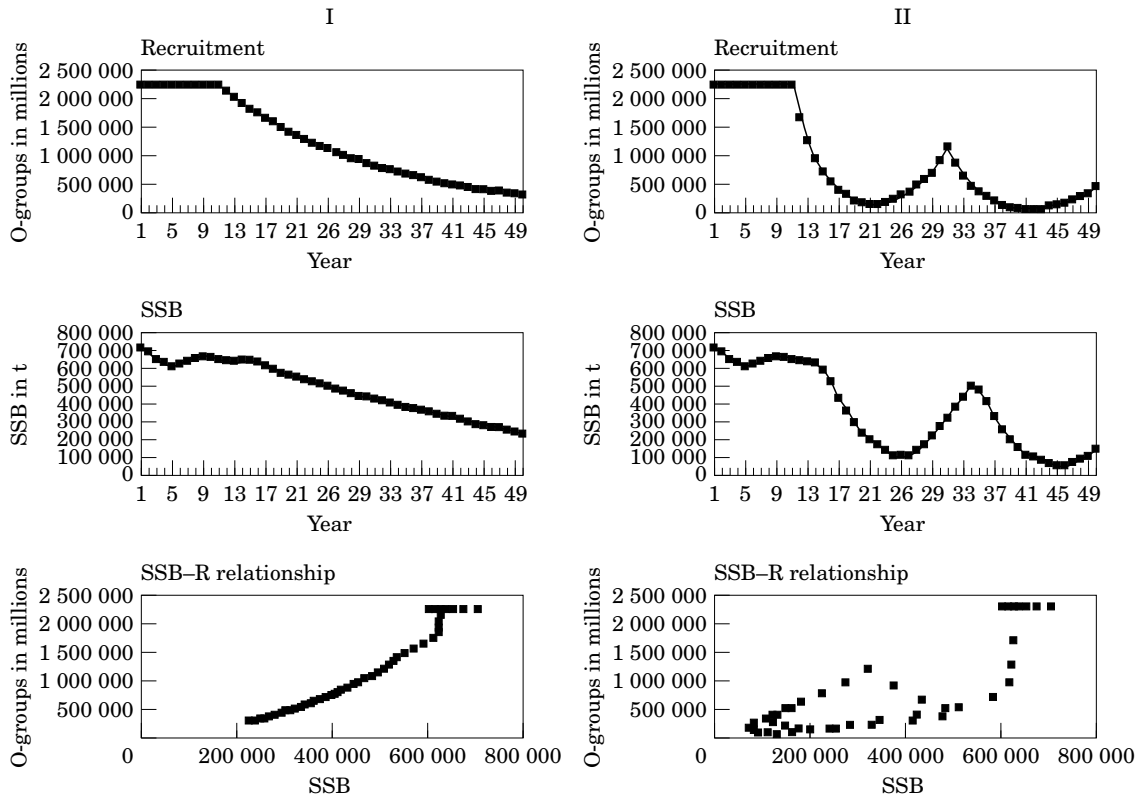 I
Recruitment
O-groups in millions
2 500 000
2 000 000
1 500 000
1 000 000
500 000
0
1 5 9 13 17 21 26 29 33 37 41 45 49
Year
SSB
SSB in t
800 000
700 000
600 000
500 000
400 000
300 000
200 000
100 000
0
1 5 9 13 17 21 26 29 33 37 41 45 49
Year
SSB–R relationship
O-groups in millions
2 500 000
2 000 000
1 500 000
1 000 000
500 000
0 200 000 400 000 600 000 800 000
SSB
II
Recruitment
O-groups in millions
2 500 000
2 000 000
1 500 000
1 000 000
500 000
0
1 5 9 13 17 21 26 29 33 37 41 45 49
Year
SSB
SSB in t
800 000
700 000
600 000
500 000
400 000
300 000
200 000
100 000
0
1 5 9 13 17 21 26 29 33 37 41 45 49
Year
SSB–R relationship
O-groups in millions
2 500 000
2 000 000
1 500 000
1 000 000
500 000
0 200 000 400 000 600 000 800 000
SSB